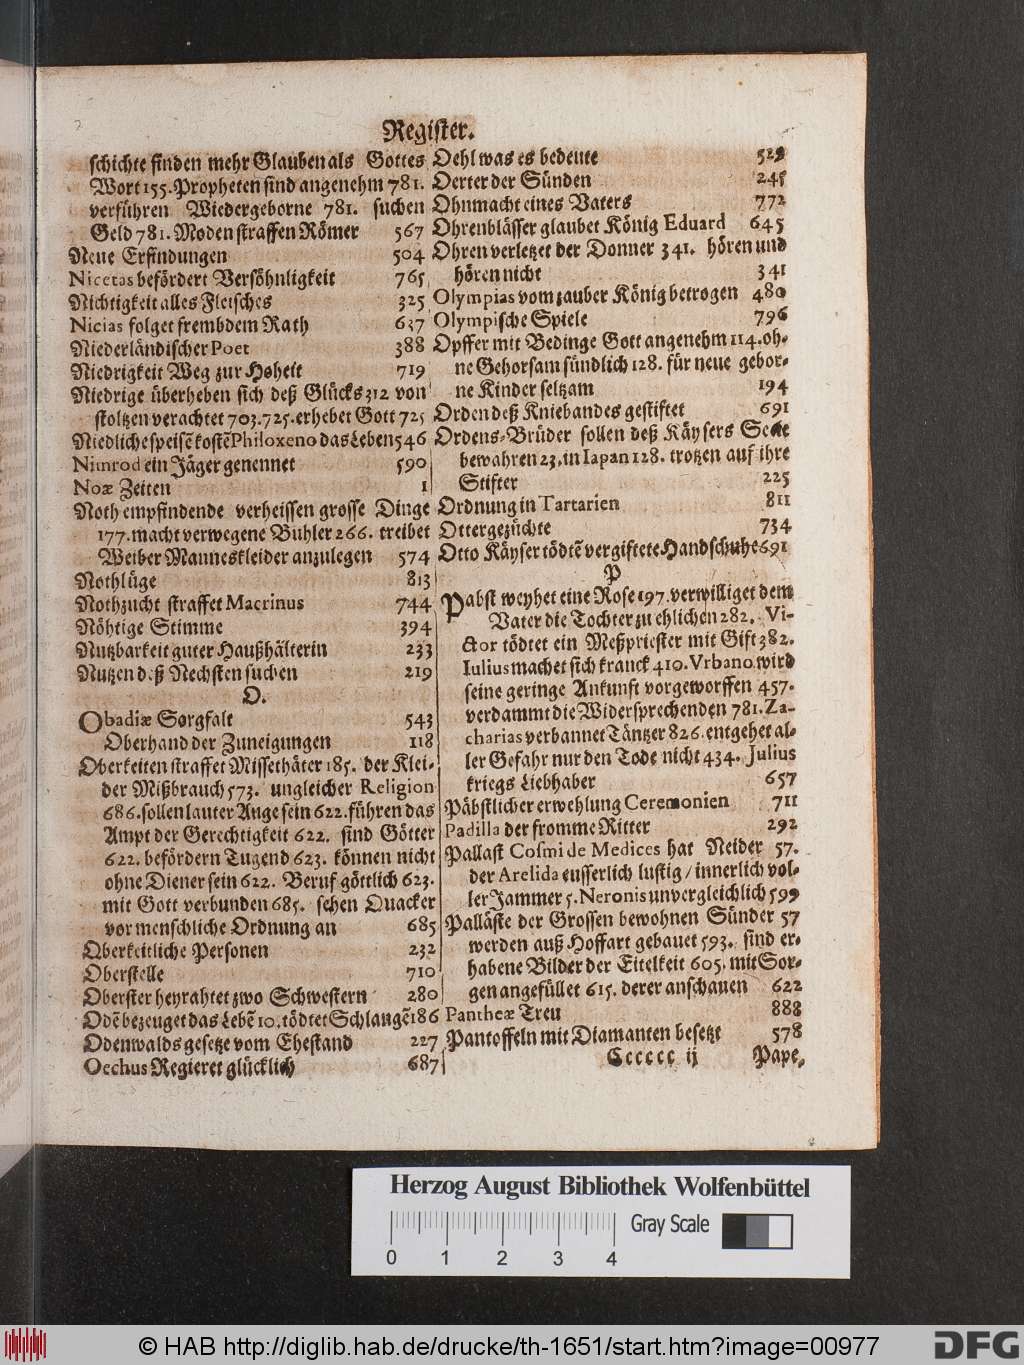 Register.
schichte finden mehr Glauben als Gottes
Wort 155. Propheten sind angenehm 781.
verführen Wiedergeborne 781. suchen
Geld 781. Moden straffen Römer 567
Neue Erfindungen 504
Nicetas befördert Versöhnligkeit 765
Nichtigkeit alles Fleisches 325
Nicias folget frembdem Rath 637
Niederländischer Poet 388
Niedrigkeit Weg zur Hoheit 719
Niedrige überheben sich deß Glücks 312 von
stoltzen verachtet 703. 725. erhebet Gott 725
Niedliche speisē kostē Philoxeno das Leben 546
Nimrod ein Jäger genennet 590
Noæ Zeiten 1
Noth empfindende verheissen grosse Dinge
177. macht verwegene Buhler 266. treibet
Weiber Manneskleider anzulegen 574
Nothlüge 813
Nothzucht straffet Macrinus 744
Nöhtige Stimme 394
Nutzbarkeit guter Haußhälterin 233
Nutzen deß Nechsten suchen 219
O.
Obadiæ Sorgfalt 543
Oberhand der Zuneigungen 118
Oberkeiten straffet Missethäter 185. der Klei-
der Mißbrauch 573. ungleicher Religion
686. sollen lauter Auge sein 622. führen das
Ampt der Gerechtigkeit 622. sind Götter
622. befördern Tugend 623. können nicht
ohne Diener sein 622. Beruf göttlich 623.
mit Gott verbunden 685. sehen Quacker
vor menschliche Ordnung an 685
Oberkeitliche Personen 232
Oberstelle 710
Oberster heyrahtet zwo Schwestern 280
Odē bezeuget das Lebē 10. tödtet Schlangē 186
Odenwalds gesetze vom Ehestand 227
Oechus Regieret glücklich 687
Oehl was es bedeute 529
Oerter der Sünden 245
Ohnmacht eines Vaters 772
Ohrenblässer glaubet König Eduard 645
Ohren verletzet der Donner 341. hören und
hören nicht 341
Olympias vom zauber König betrogen 480
Olympische Spiele 796
Opffer mit Bedinge Gott angenehm 114. oh-
ne Gehorsam sündlich 128. für neue gebor-
ne Kinder seltzam 194
Orden deß Kniebandes gestiftet 691
Ordens-Brüder sollen deß Käysers Seele
bewahren 23. in Iapan 128. trotzen auf ihre
Stifter 225
Ordnung in Tartarien 811
Ottergezüchte 734
Otto Käyser tödtē vergiftete Handschuhe 691
P
Pabst weyhet eine Rose 197. verwilliget dem
Vater die Tochter zu ehlichen 282. Vi-
ctor tödtet ein Meßpriester mit Gift 382.
Iulius machet sich kranck 410. Vrbano wird
seine geringe Ankunft vorgeworffen 457.
verdammt die Widersprechenden 781. Za-
charias verbannet Täntzer 826. entgehet al-
ler Gefahr nur den Tode nicht 434. Julius
kriegs Liebhaber 657
Päbstlicher erwehlung Ceremonien 711
Padilla der fromme Ritter 292
Pallast Cosmi de Medices hat Neider 57.
der Arelida eusserlich lustig / innerlich vol-
ler Jammer 5. Neronis unvergleichlich 599
Palläste der Grossen bewohnen Sünder 57
werden auß Hoffart gebauet 593. sind er-
habene Bilder der Eitelkeit 605. mit Sor-
gen angefüllet 615. derer anschauen 622
Pantheæ Treu 888
Pantoffeln mit Diamanten besetzt 578
Cccccc ij Pape,
Herzog August Bibliothek Wolfenbüttel
0 1 2 3 4 Gray Scale
© HAB http://diglib.hab.de/drucke/th-1651/start.htm?image=00977
DFG